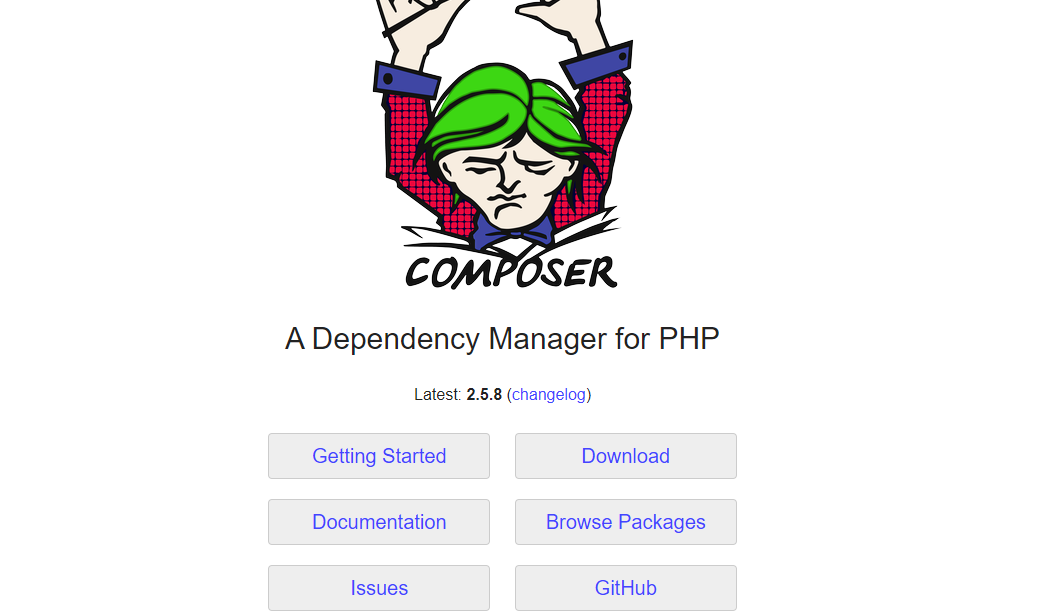 COMPOSER
A Dependency Manager for PHP
Latest: 2.5.8 (changelog)
Getting Started
Download
Documentation
Browse Packages
Issues
GitHub